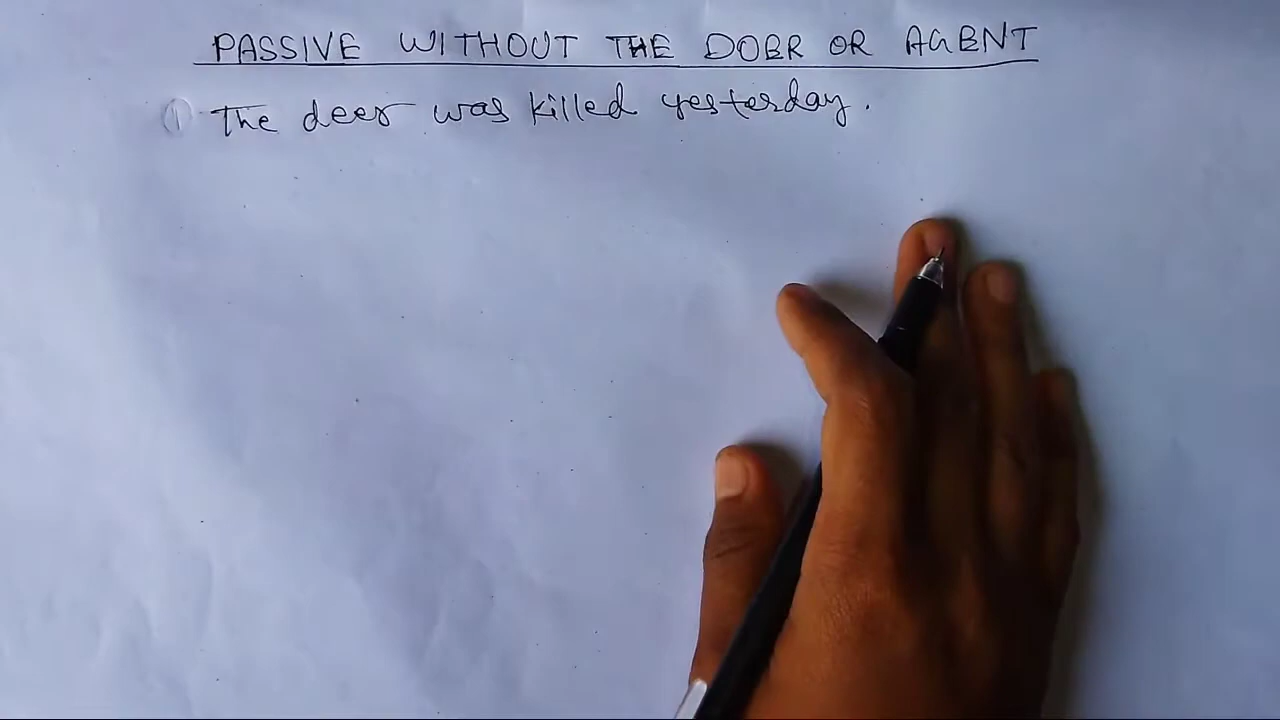 PASSIVE WITHOUT THE DOER OR AGENT
① The deer was killed yesterday.